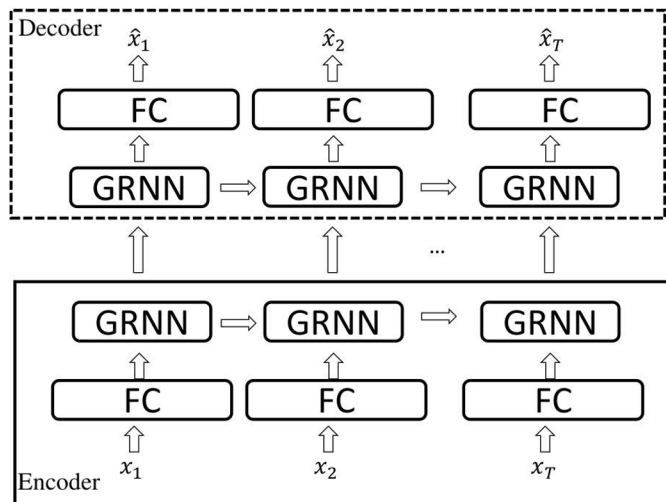 Decoder
x̂₁ x̂₂ x̂_T
FC FC FC
GRNN GRNN GRNN
...
GRNN GRNN GRNN
FC FC FC
x₁ x₂ x_T
Encoder